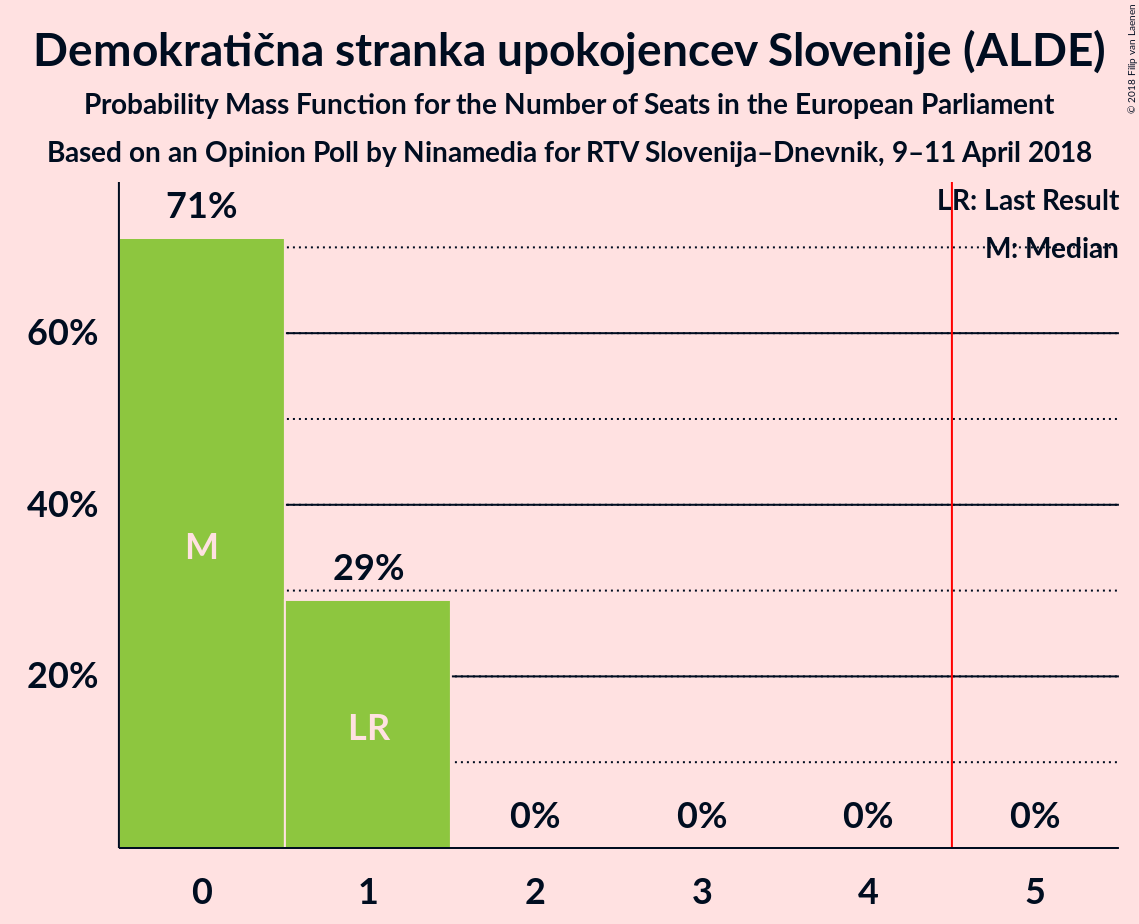 Demokratična stranka upokojencev Slovenije (ALDE)
Probability Mass Function for the Number of Seats in the European Parliament
Based on an Opinion Poll by Ninamedia for RTV Slovenija–Dnevnik, 9–11 April 2018
© 2018 Filip van Laenen
LR: Last Result
M: Median
71%
60%
40%
20%
M
29%
LR
0% 0% 0% 0%
0 1 2 3 4 5